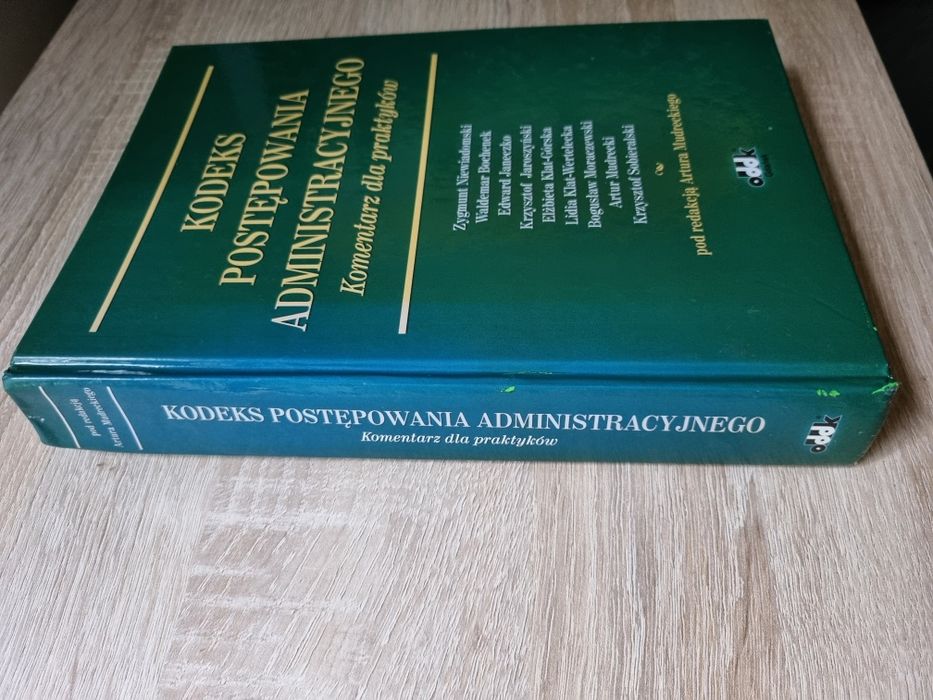 KODEKS
POSTĘPOWANIA
ADMINISTRACYJNEGO
Komentarz dla praktyków
Zygmunt Niewiadomski
Waldemar Bochenek
Edward Janeczko
Krzysztof Jaroszyński
Elżbieta Klat-Górska
Lidia Klat-Wertelecka
Bogusław Moraczewski
Artur Mudrecki
Krzysztof Sobieralski
pod redakcją Artura Mudreckiego
oddk
pod redakcją
Artura Mudreckiego
KODEKS POSTĘPOWANIA ADMINISTRACYJNEGO
Komentarz dla praktyków
oddk